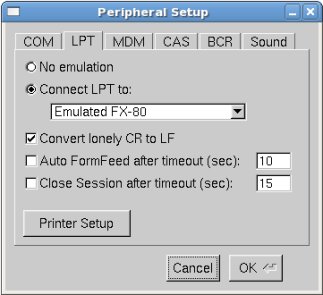 Peripheral Setup
COM LPT MDM CAS BCR Sound
No emulation
Connect LPT to:
Emulated FX-80
Convert lonely CR to LF
Auto FormFeed after timeout (sec): 10
Close Session after timeout (sec): 15
Printer Setup
Cancel OK